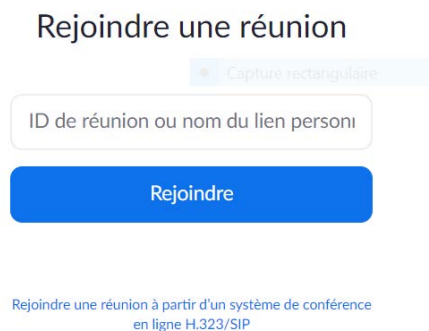 Rejoindre une réunion
Capture rectangulaire
ID de réunion ou nom du lien personi
Rejoindre
Rejoindre une réunion à partir d'un système de conférence
en ligne H.323/SIP